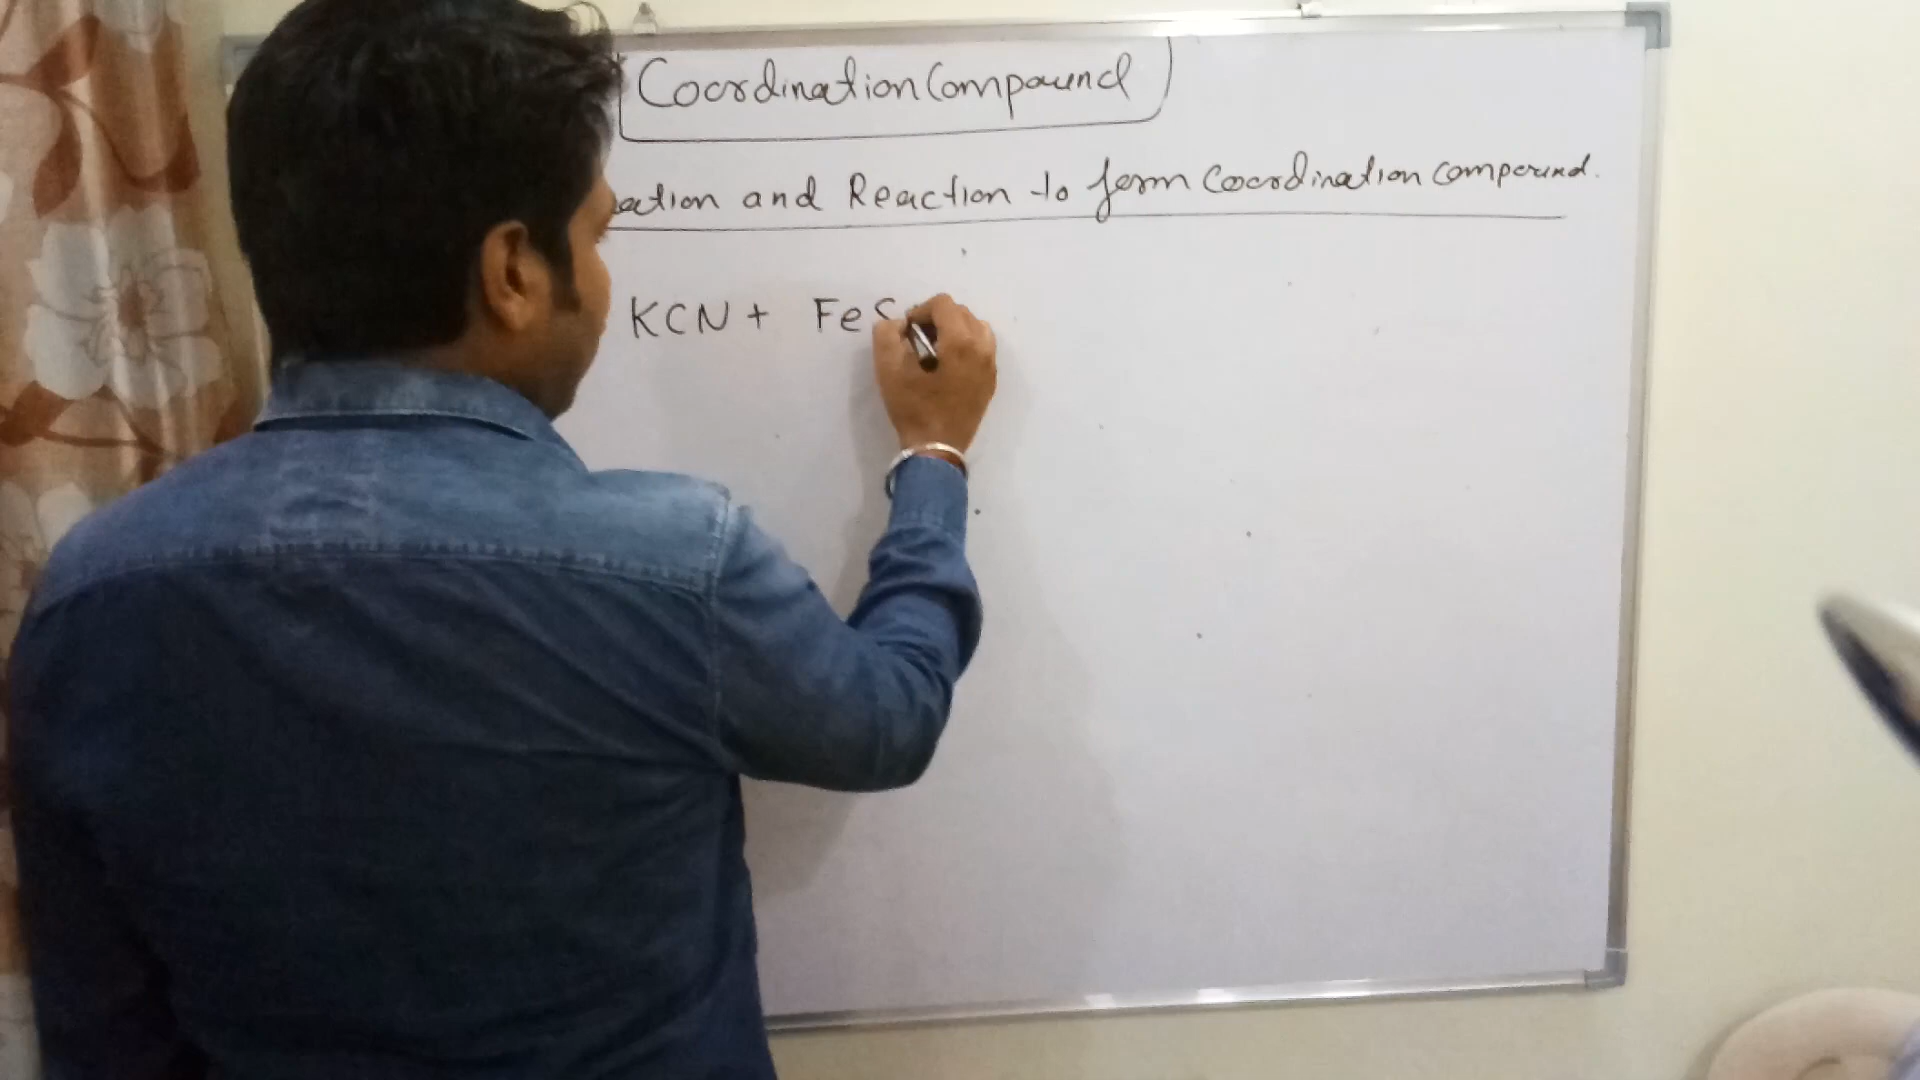 Coordination Compound
ation and Reaction to form Coordination compound.
KCN + FeS